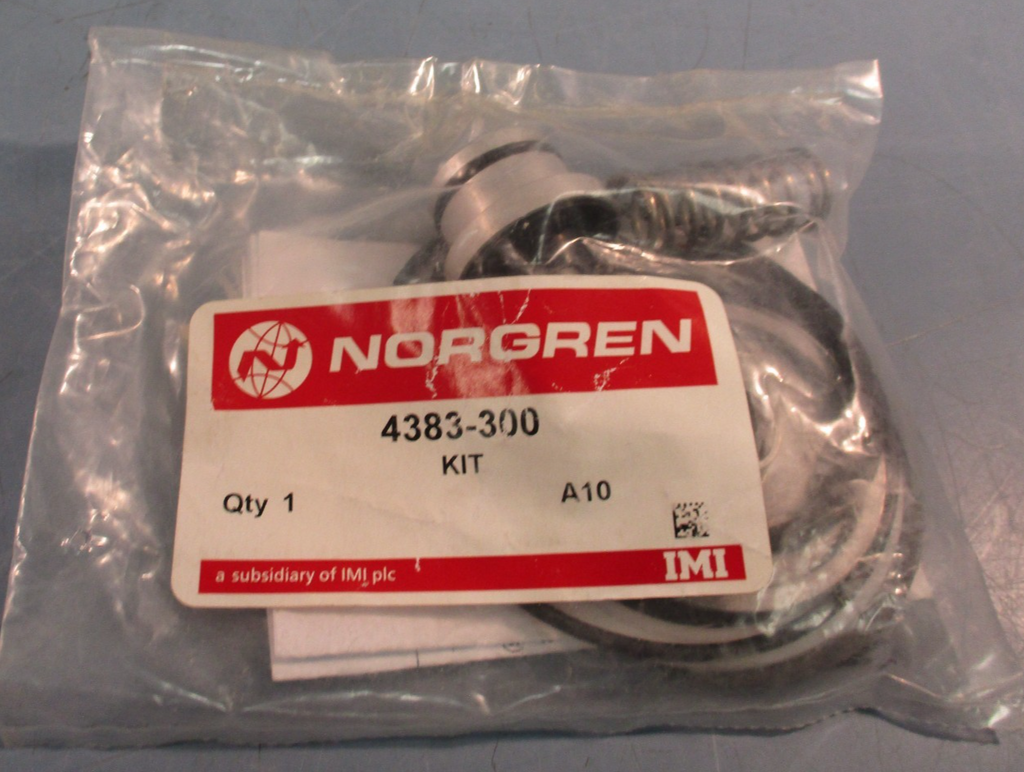 NORGREN
4383-300
KIT
Qty 1 A10
a subsidiary of IMI plc IMI